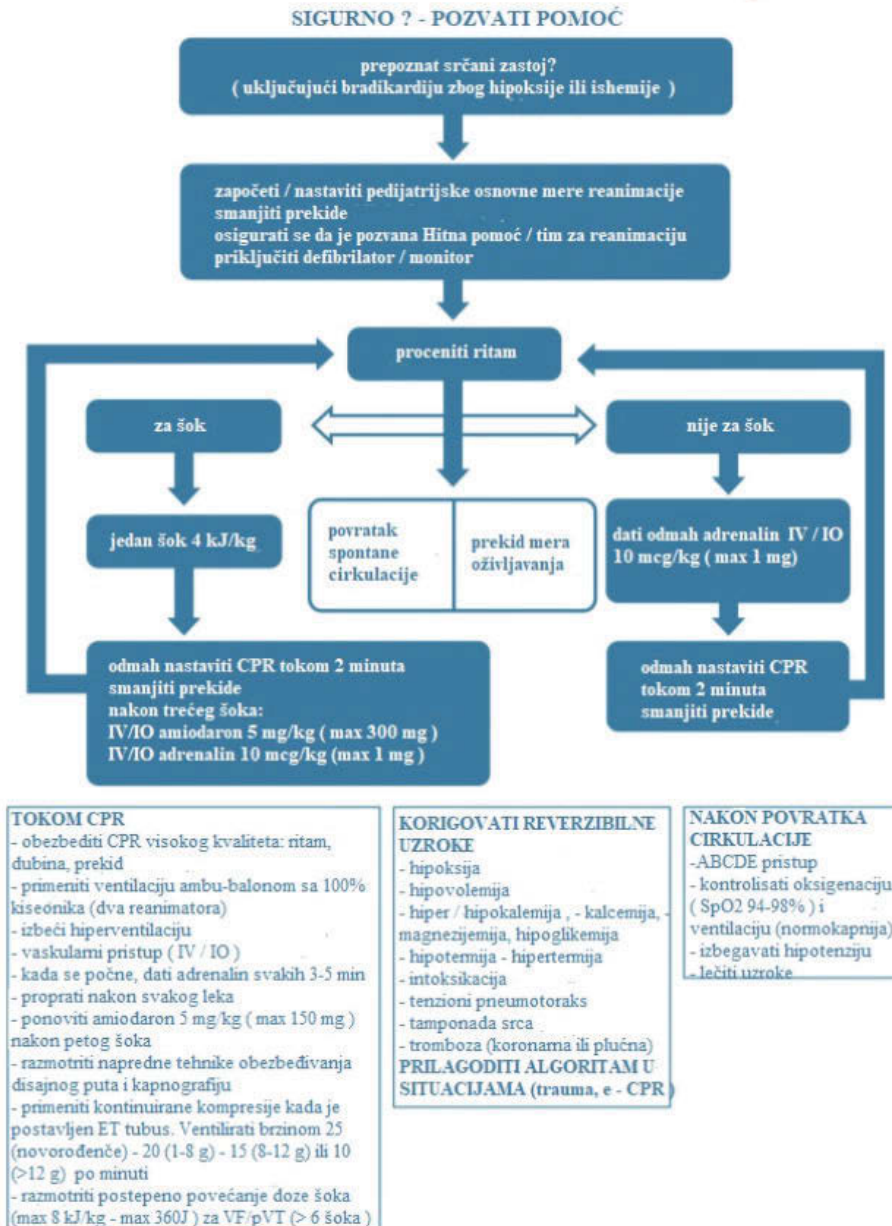 SIGURNO ? - POZVATI POMOĆ
prepoznat srčani zastoj?
( uključujući bradikardiju zbog hipoksije ili ishemije )
započeti / nastaviti pedijatrijske osnovne mere reanimacije
smanjiti prekide
osigurati se da je pozvana Hitna pomoć / tim za reanimaciju
priključiti defibrilator / monitor
proceniti ritam
za šok
nije za šok
jedan šok 4 kJ/kg
povratak
spontane
cirkulacije
prekid mera
oživljavanja
dati odmah adrenalin IV / IO
10 mcg/kg ( max 1 mg)
odmah nastaviti CPR tokom 2 minuta
smanjiti prekide
nakon trećeg šoka:
IV/IO amiodaron 5 mg/kg ( max 300 mg )
IV/IO adrenalin 10 mcg/kg (max 1 mg )
odmah nastaviti CPR
tokom 2 minuta
smanjiti prekide
TOKOM CPR
- obezbediti CPR visokog kvaliteta: ritam,
dubina, prekid
- primeniti ventilaciju ambu-balonom sa 100%
kiseonika (dva reanimatora)
- izbeći hiperventilaciju
- vaskularni pristup ( IV / IO )
- kada se počne, dati adrenalin svakih 3-5 min
- proprati nakon svakog leka
- ponoviti amiodaron 5 mg/kg ( max 150 mg )
nakon petog šoka
- razmotriti napredne tehnike obezbeđivanja
disajnog puta i kapnografiju
- primeniti kontinuirane kompresije kada je
postavljen ET tubus. Ventilirati brzinom 25
(novorođenče) - 20 (1-8 g) - 15 (8-12 g) ili 10
(>12 g) po minuti
- razmotriti postepeno povećanje doze šoka
(max 8 kJ/kg - max 360J ) za VF/pVT (> 6 šoka )
KORIGOVATI REVERZIBILNE
UZROKE
- hipoksija
- hipovolemija
- hiper / hipokalemija , - kalcemija, -
magnezijemija, hipoglikemija
- hipotermija - hipertermija
- intoksikacija
- tenzioni pneumotoraks
- tamponada srca
- tromboza (koronarna ili plućna)
PRILAGODITI ALGORITAM U
SITUACIJAMA (trauma, e - CPR )
NAKON POVRATKA
CIRKULACIJE
-ABCDE pristup
- kontrolisati oksigenaciju
( SpO2 94-98% ) i
ventilaciju (normokapnija)
- izbegavati hipotenziju
- lečiti uzroke